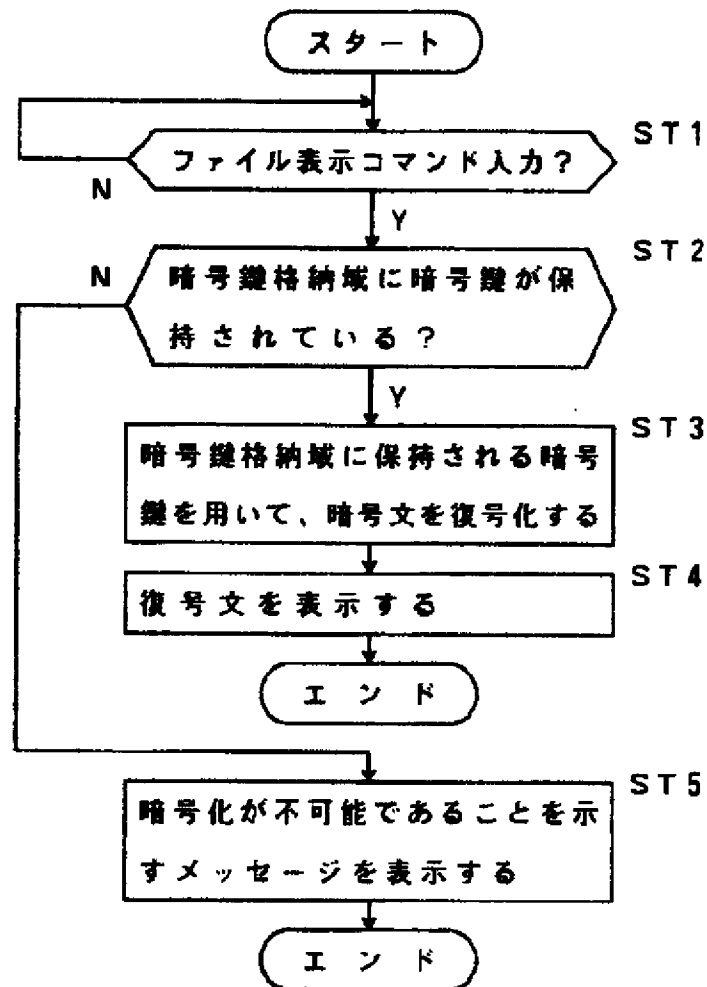 スタート
ST1
ファイル表示コマンド入力?
N
Y
ST2
N
暗号鍵格納域に暗号鍵が保
持されている?
Y
ST3
暗号鍵格納域に保持される暗号
鍵を用いて、暗号文を復号化する
ST4
復号文を表示する
エンド
ST5
暗号化が不可能であることを示
すメッセージを表示する
エンド